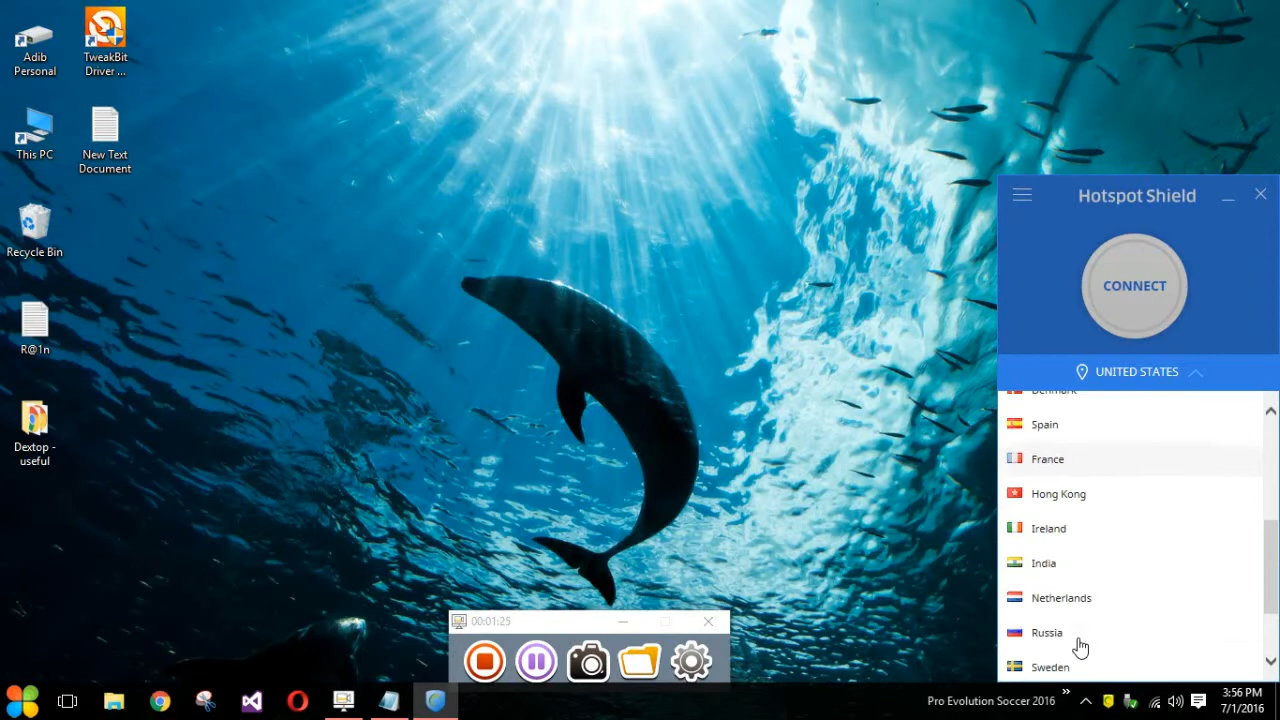 Adib
Personal
TweakBit
Driver ...
This PC
New Text
Document
Recycle Bin
R@1n
Dextop -
useful
Hotspot Shield
CONNECT
UNITED STATES
Denmark
Spain
France
Hong Kong
Ireland
India
Netherlands
Russia
Sweden
00:01:25
Pro Evolution Soccer 2016
3:56 PM
7/1/2016